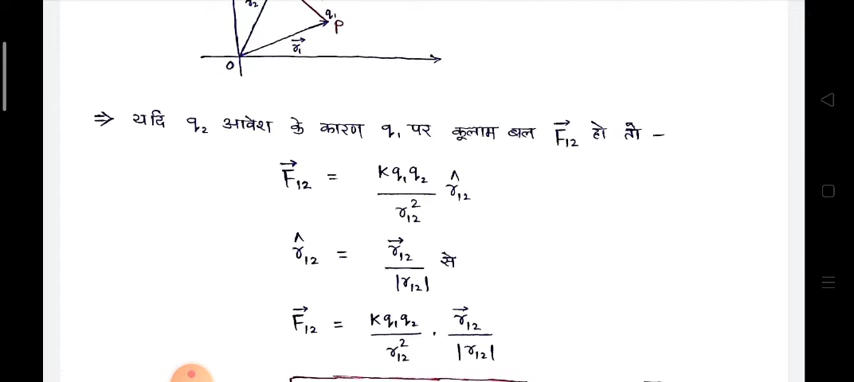 r₂
q₁
P
r⃗₁
O
⇒ यदि q₂ आवेश के कारण q₁ पर कूलाम बल F⃗₁₂ हो तो -
F⃗₁₂ = Kq₁q₂ / r₁₂² r̂₁₂
r̂₁₂ = r⃗₁₂ / |r₁₂| से
F⃗₁₂ = Kq₁q₂ / r₁₂² . r⃗₁₂ / |r₁₂|